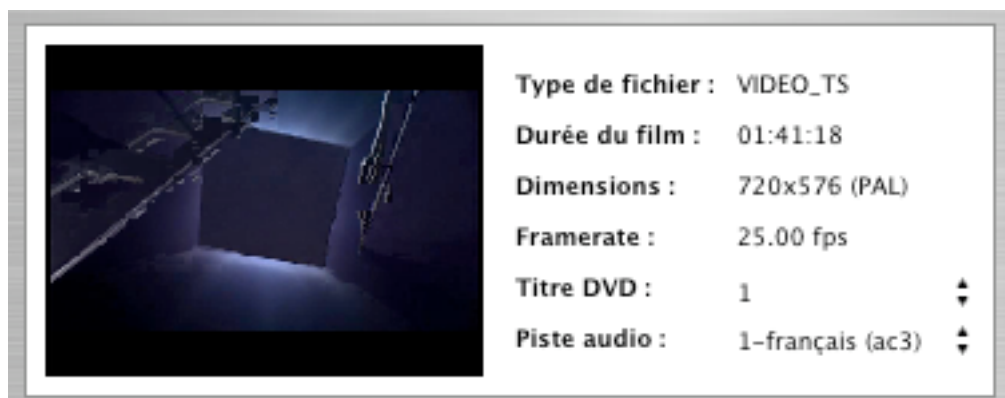 Type de fichier : VIDEO_TS
Durée du film : 01:41:18
Dimensions : 720x576 (PAL)
Framerate : 25.00 fps
Titre DVD : 1
Piste audio : 1-français (ac3)